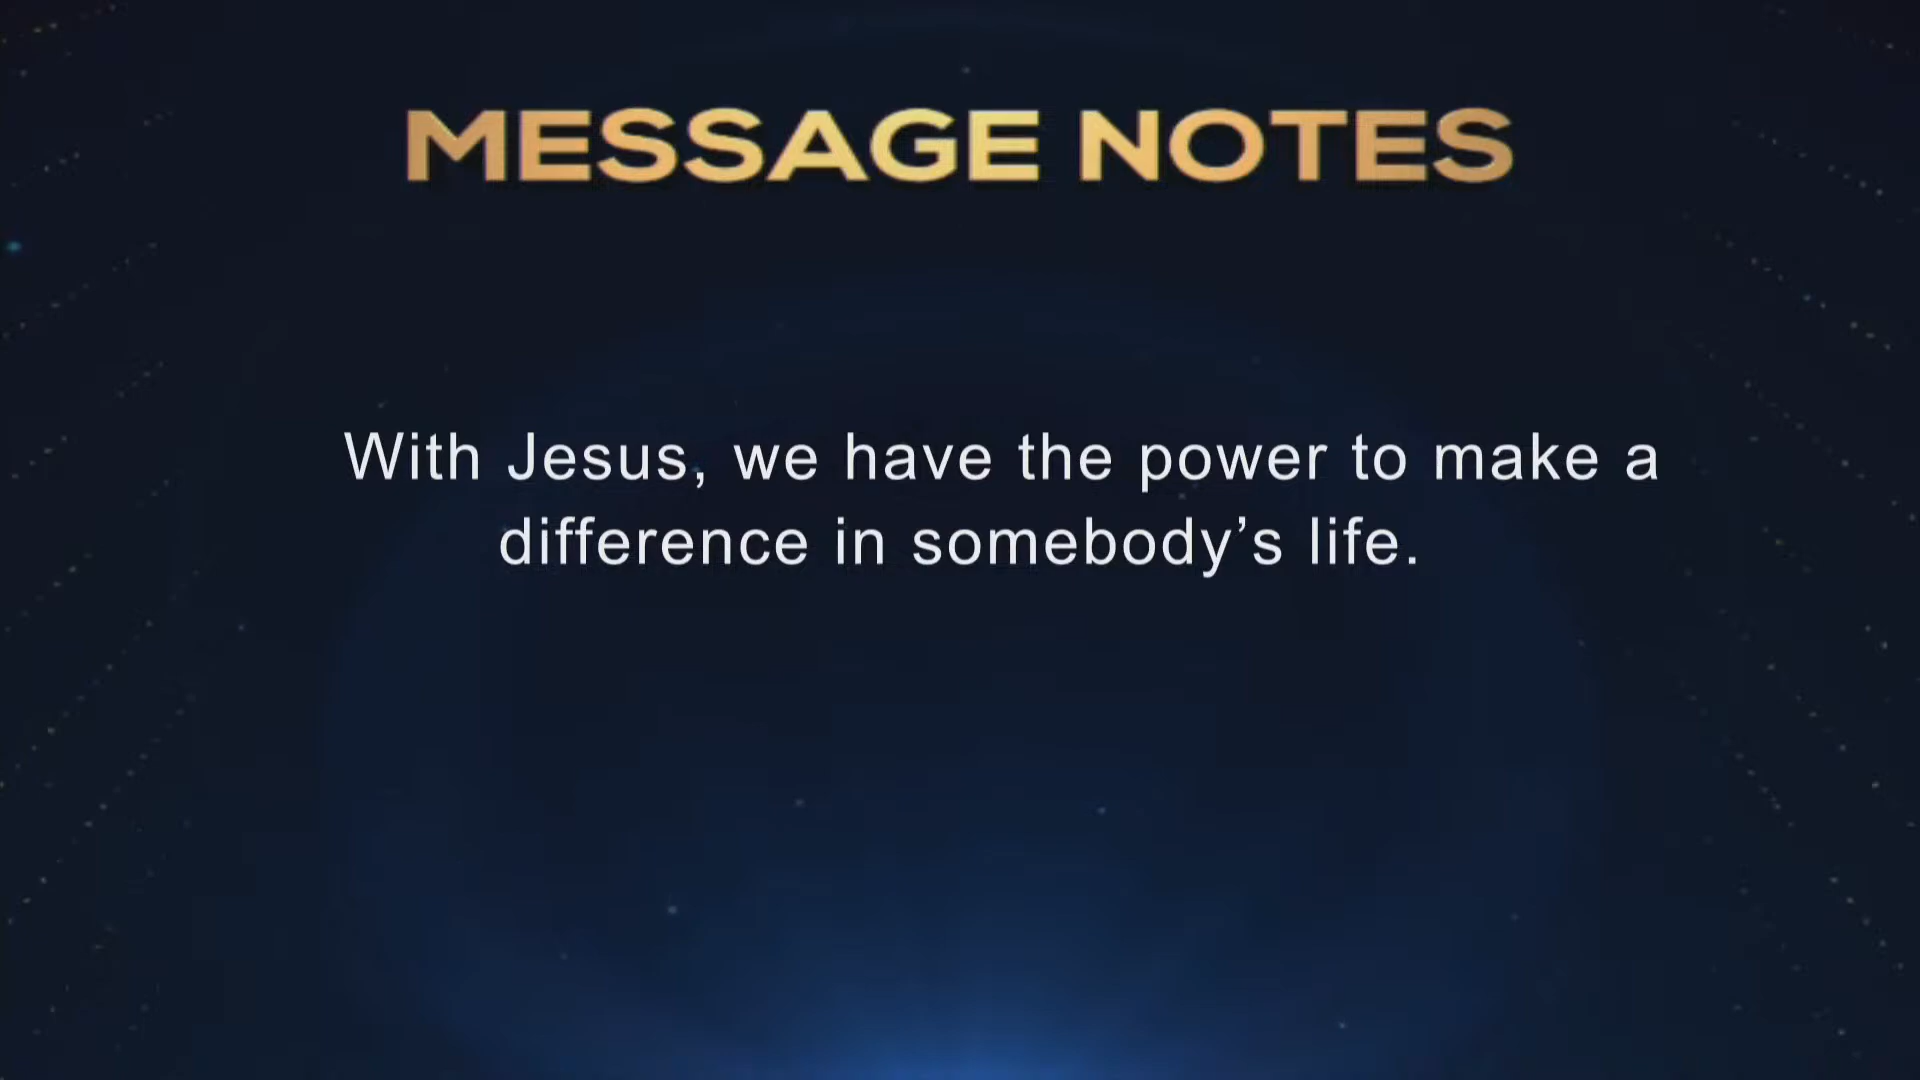 MESSAGE NOTES
With Jesus, we have the power to make a
difference in somebody’s life.